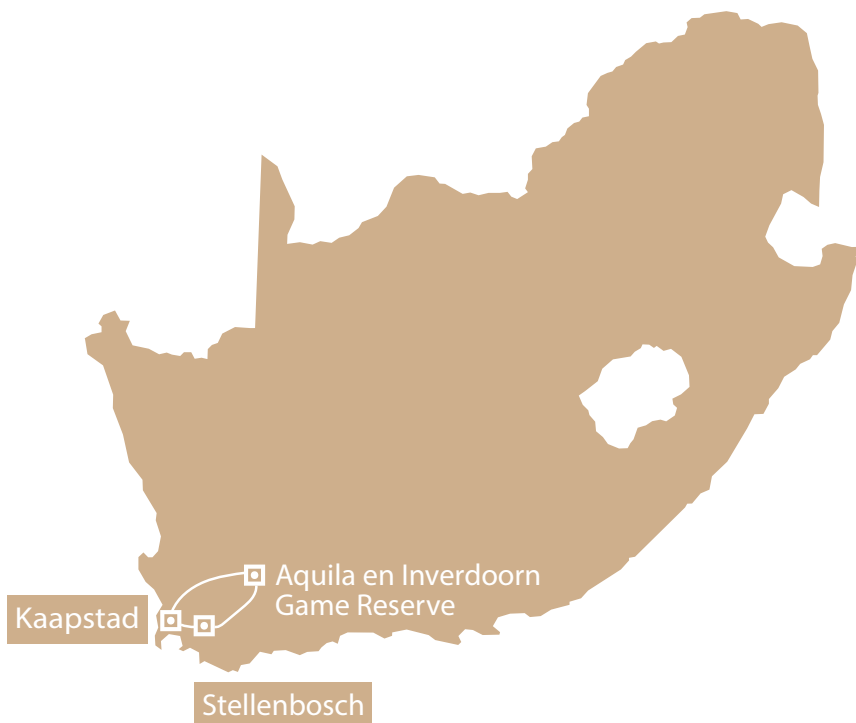 Aquila en Inverdoorn
Game Reserve
Kaapstad
Stellenbosch